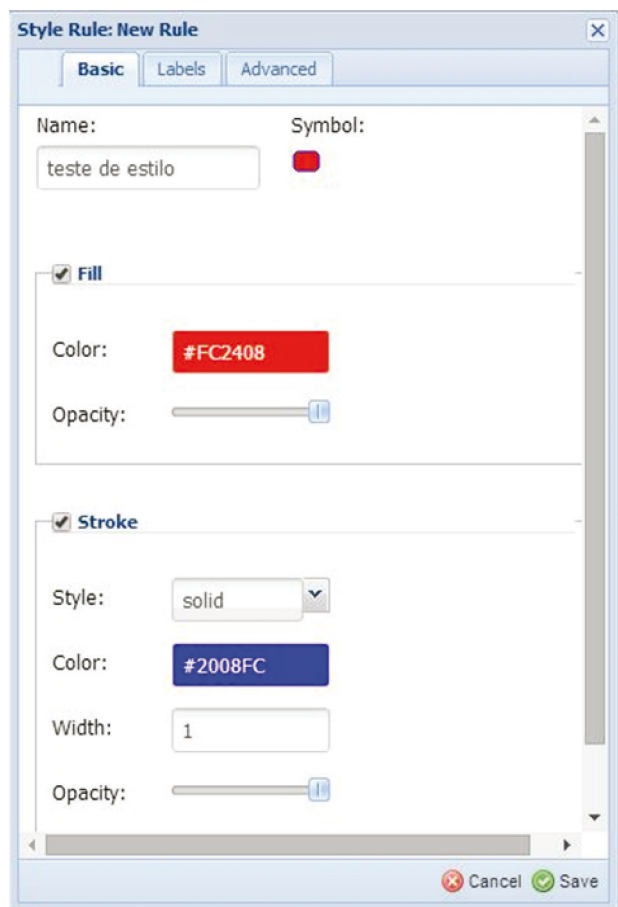 Style Rule: New Rule
Basic Labels Advanced
Name: Symbol:
teste de estilo
Fill
Color: #FC2408
Opacity:
Stroke
Style: solid
Color: #2008FC
Width: 1
Opacity:
Cancel Save